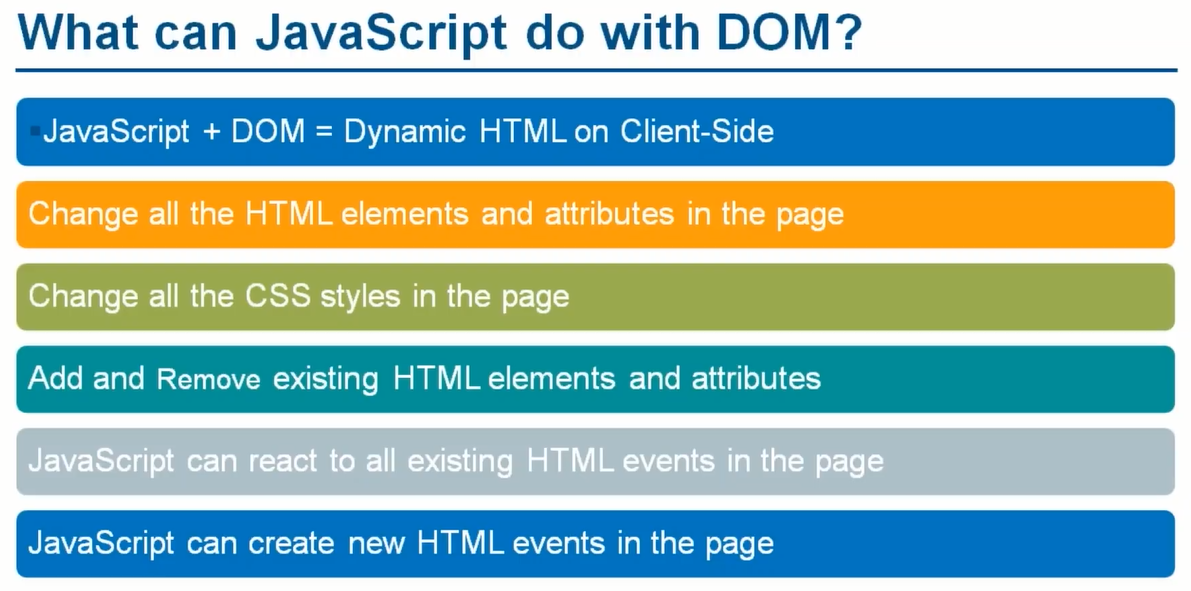 What can JavaScript do with DOM?
▪JavaScript + DOM = Dynamic HTML on Client-Side
Change all the HTML elements and attributes in the page
Change all the CSS styles in the page
Add and Remove existing HTML elements and attributes
JavaScript can react to all existing HTML events in the page
JavaScript can create new HTML events in the page